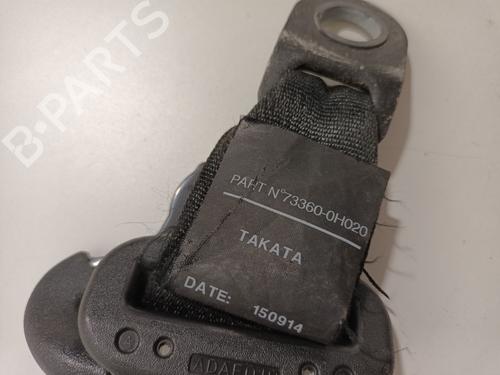 B-PARTS
PART N°73360-0H020
TAKATA
DATE: 150914